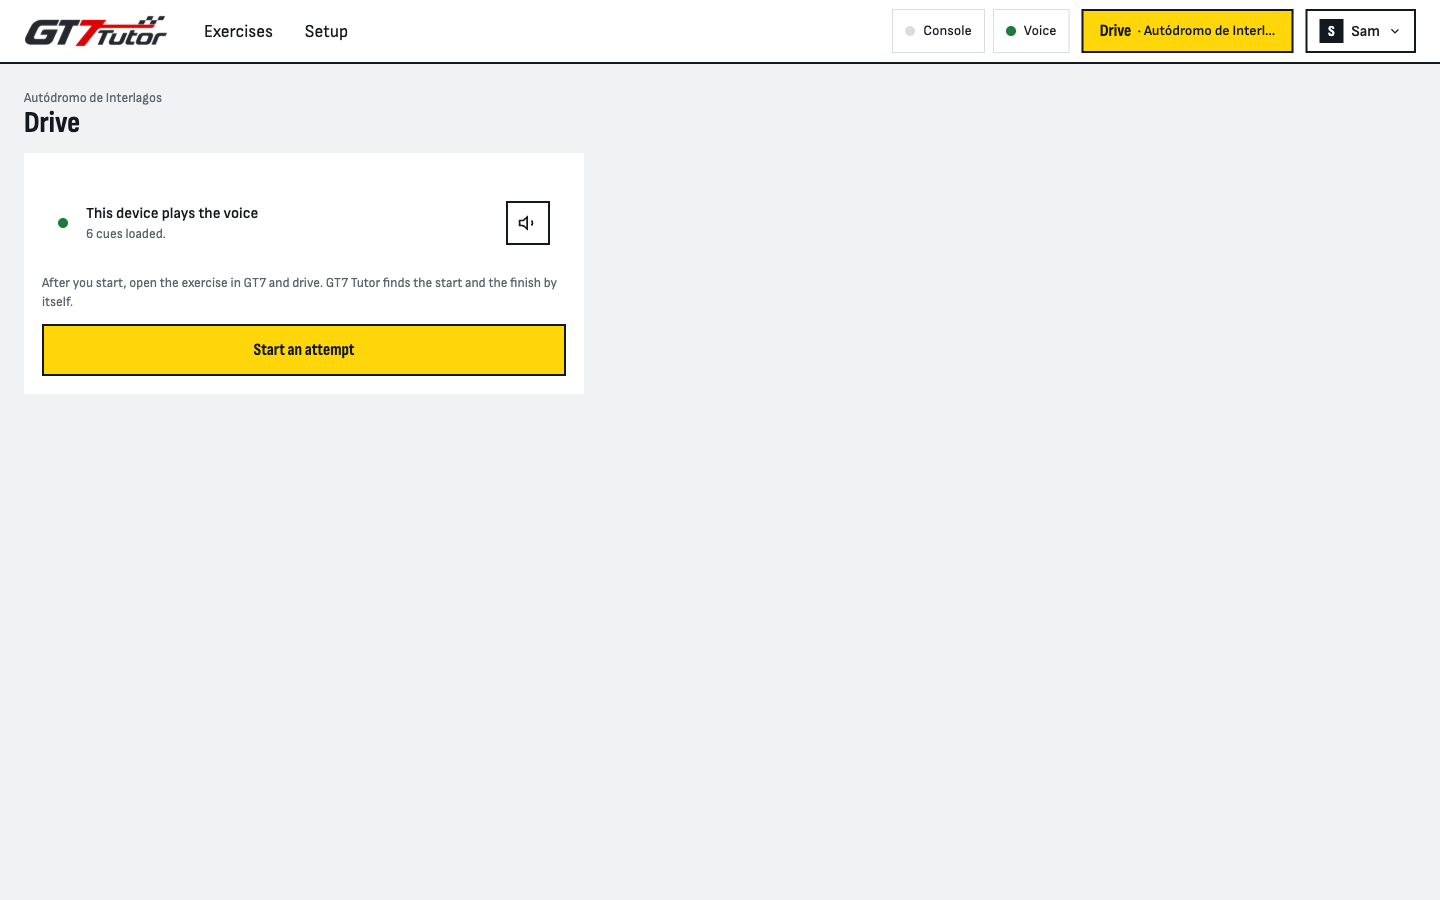 GT7 Tutor
Exercises
Setup
Console
Voice
Drive · Autódromo de Interl...
S
Sam
Autódromo de Interlagos
Drive
This device plays the voice
6 cues loaded.
After you start, open the exercise in GT7 and drive. GT7 Tutor finds the start and the finish by
itself.
Start an attempt